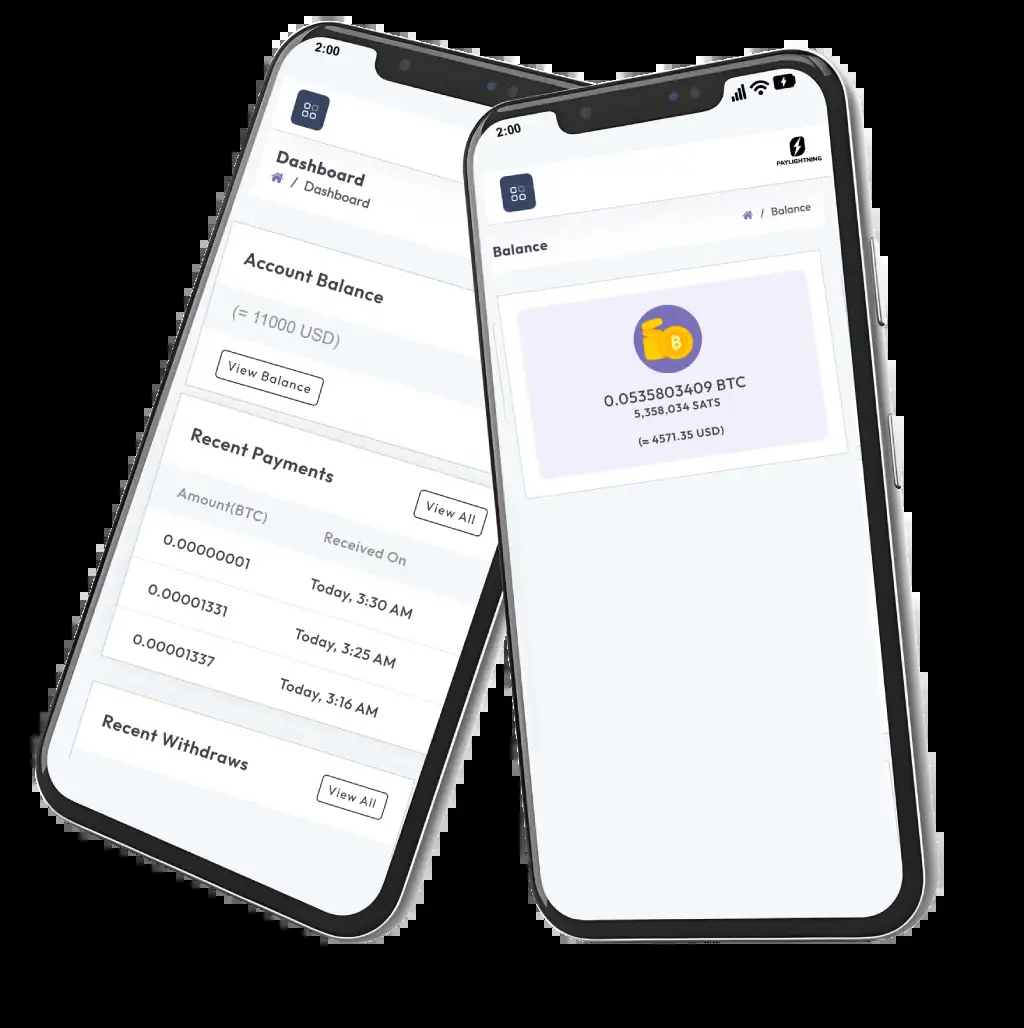 2:00
Dashboard
/ Dashboard
Account Balance
(= 11000 USD)
View Balance
Recent Payments
View All
Amount(BTC) Received On
0.00000001 Today, 3:30 AM
0.00001331 Today, 3:25 AM
0.00001337 Today, 3:16 AM
Recent Withdraws
View All
2:00
PAYLIGHTNING
/ Balance
Balance
0.0535803409 BTC
5,358,034 SATS
(≈ 4571.35 USD)